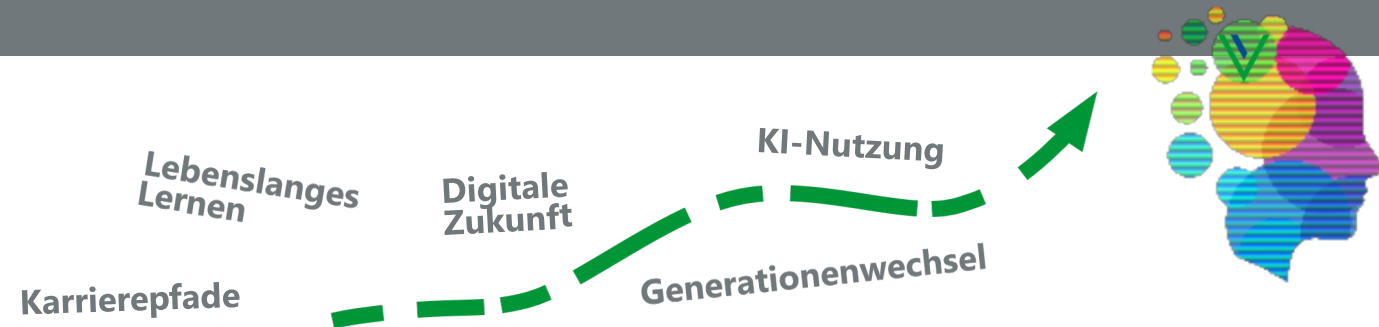 Lebenslanges
Lernen
Digitale
Zukunft
KI-Nutzung
Karrierepfade
Generationenwechsel